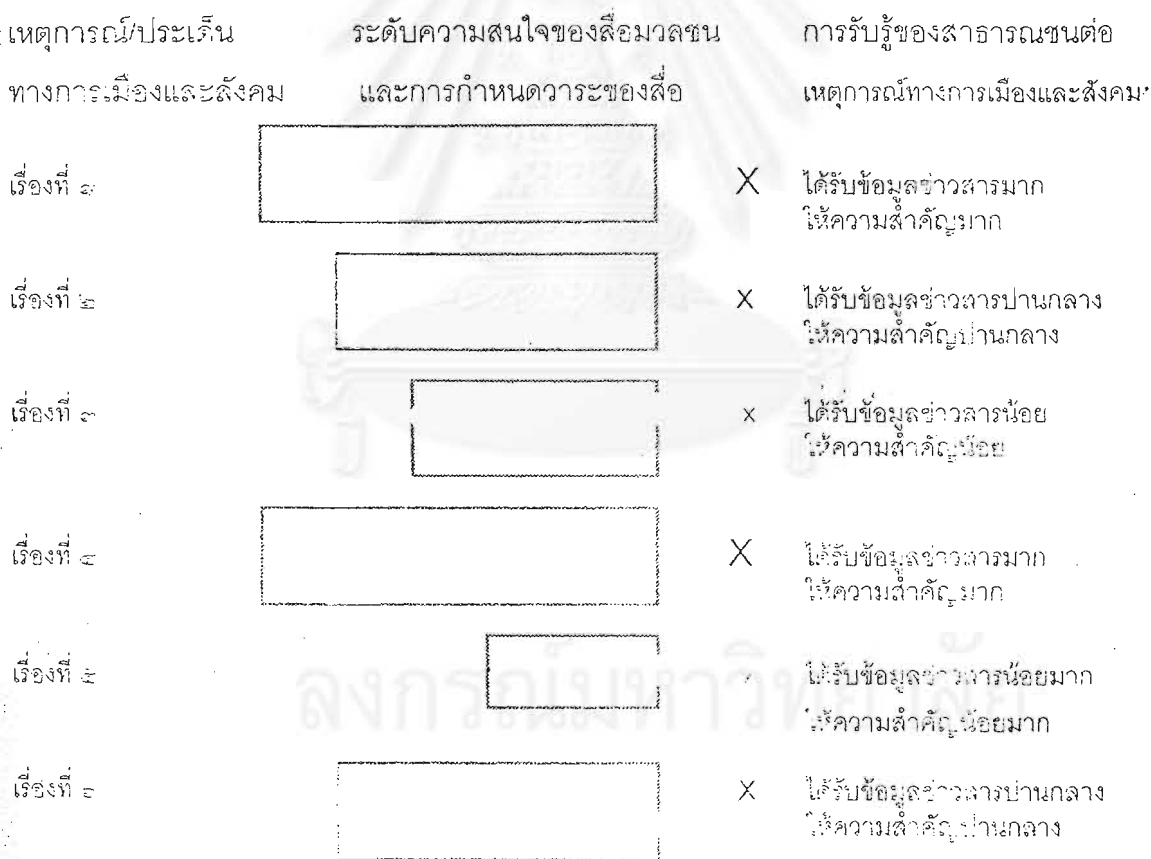 เหตุการณ์/ประเด็น ระดับความสนใจของสื่อมวลชน การรับรู้ของสาธารณชนต่อ
ทางการเมืองและสังคม และการกำหนดวาระของสื่อ เหตุการณ์ทางการเมืองและสังคม
เรื่องที่ ๑ X ได้รับข้อมูลข่าวสารมาก
ให้ความสำคัญมาก
เรื่องที่ ๒ X ได้รับข้อมูลข่าวสารปานกลาง
ให้ความสำคัญปานกลาง
เรื่องที่ ๓ x ได้รับข้อมูลข่าวสารน้อย
ให้ความสำคัญน้อย
เรื่องที่ ๔ X ได้รับข้อมูลข่าวสารมาก
ให้ความสำคัญมาก
เรื่องที่ ๕ ได้รับข้อมูลข่าวสารน้อยมาก
ให้ความสำคัญน้อยมาก
เรื่องที่ ๖ X ได้รับข้อมูลข่าวสารปานกลาง
ให้ความสำคัญปานกลาง
ลงกรณ์มหาวิทยาลัย